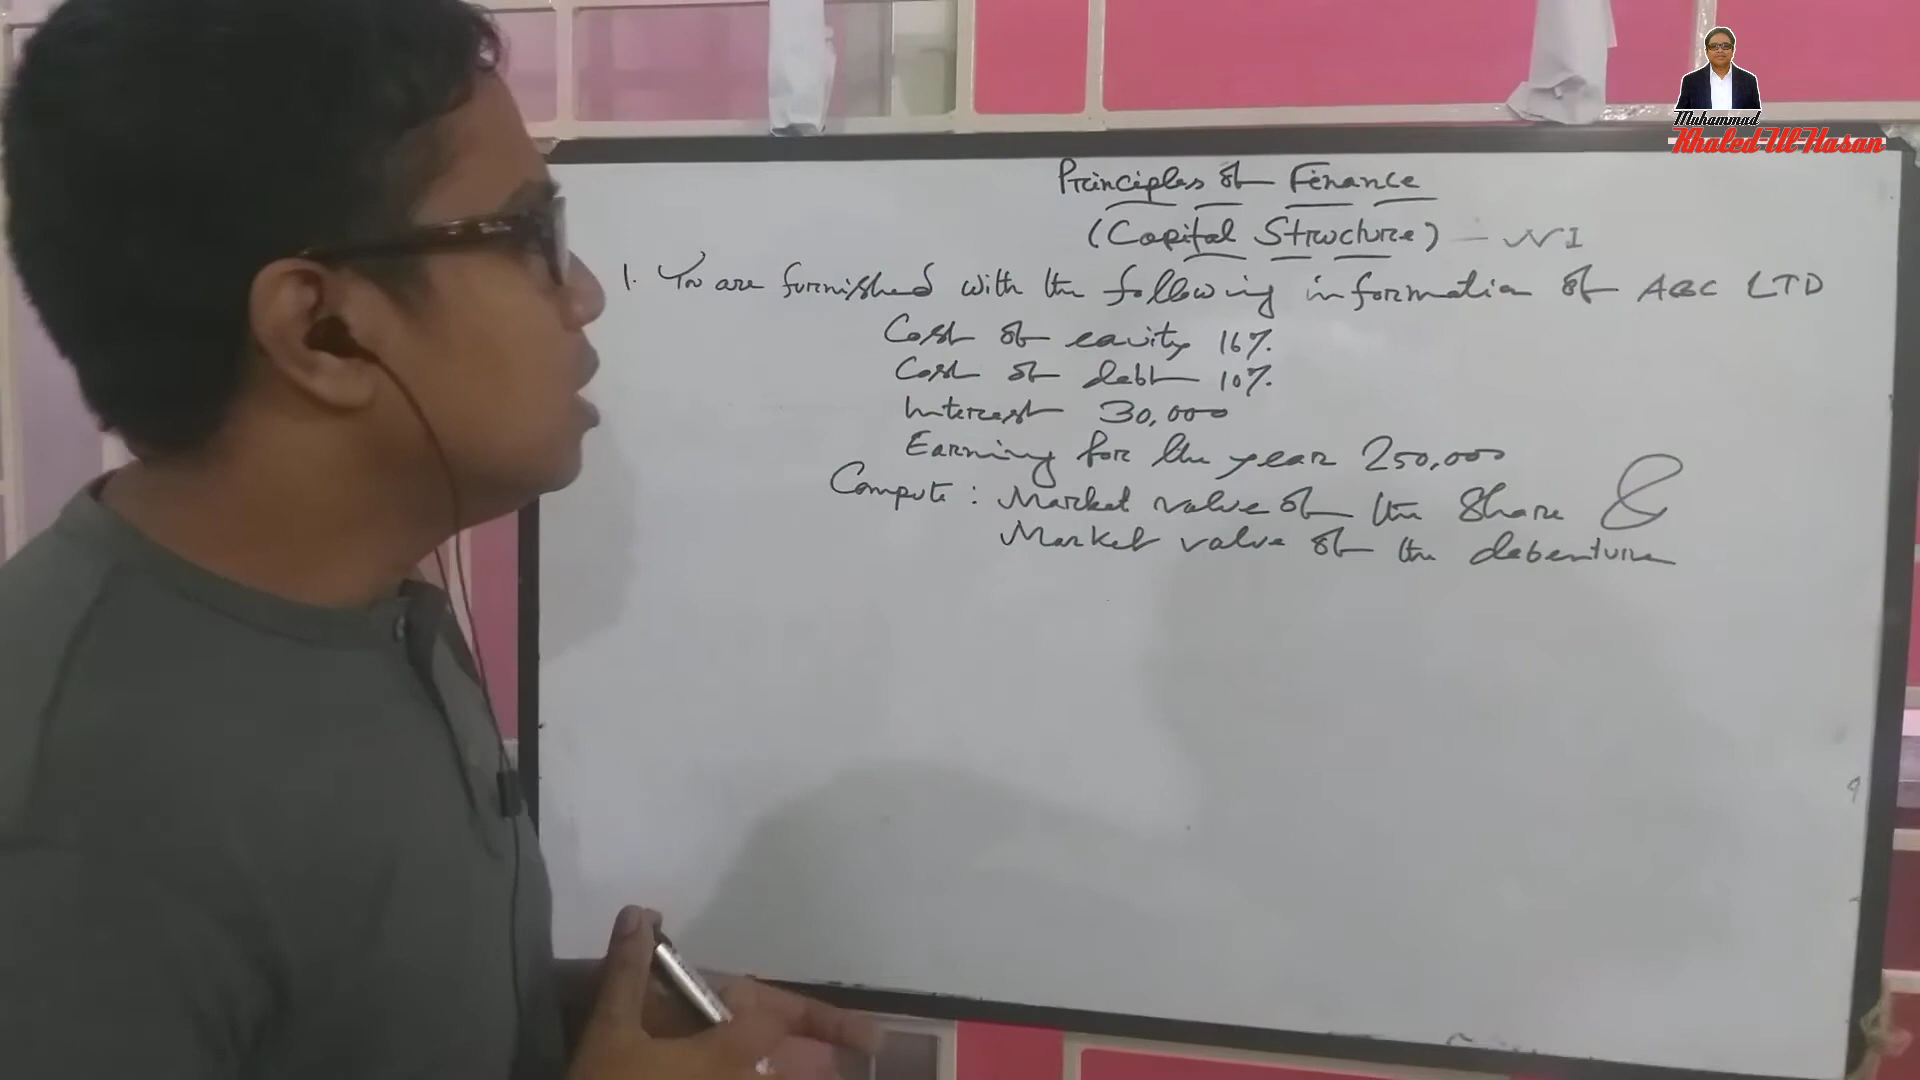 Muhammad
Khaled Ul Hasan
Principles of Finance
(Capital Structure) - NI
1. You are furnished with the following information of ABC LTD
Cost of equity 16%.
Cost of debt 10%.
Interest 30,000
Earning for the year 250,000
Compute: Market value of the Share &
Market value of the debenture